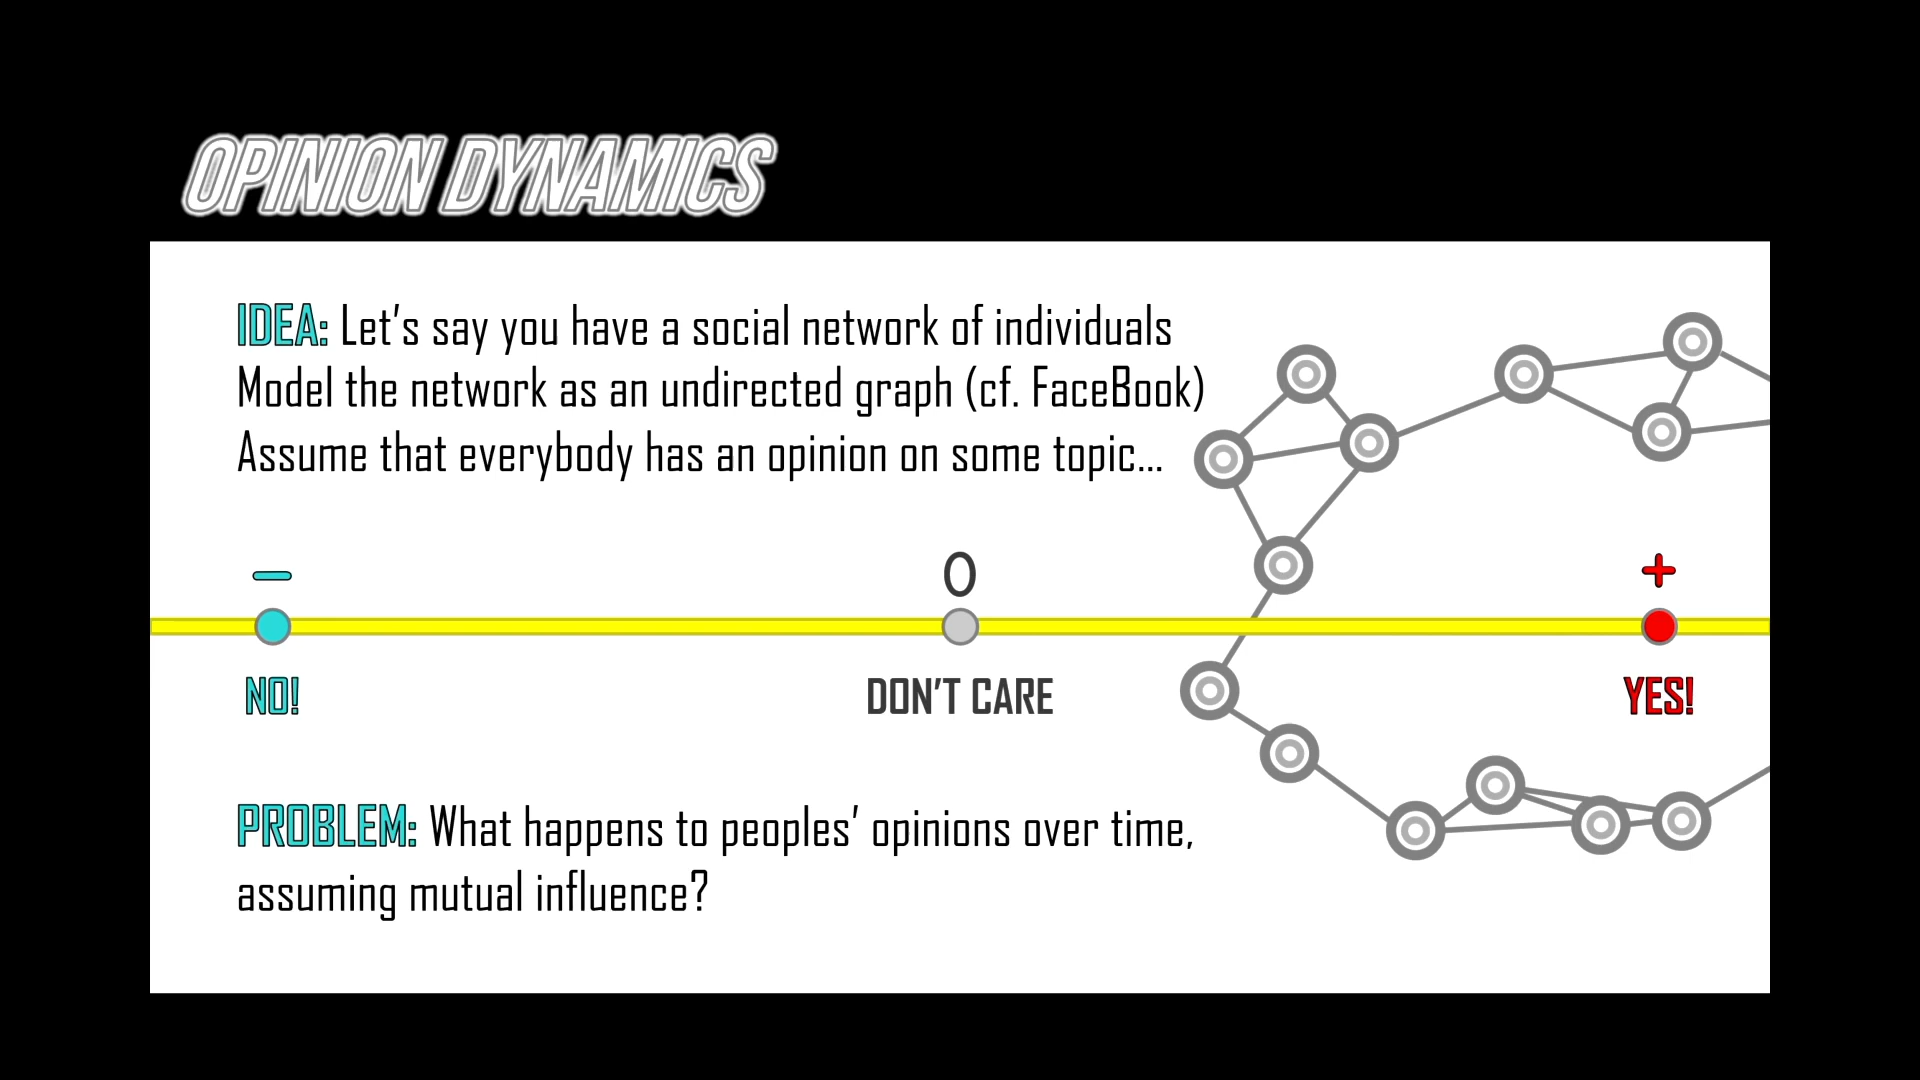 OPINION DYNAMICS
IDEA: Let's say you have a social network of individuals
Model the network as an undirected graph (cf. FaceBook)
Assume that everybody has an opinion on some topic...
− 0 +
NO! DON'T CARE YES!
PROBLEM: What happens to peoples' opinions over time,
assuming mutual influence?